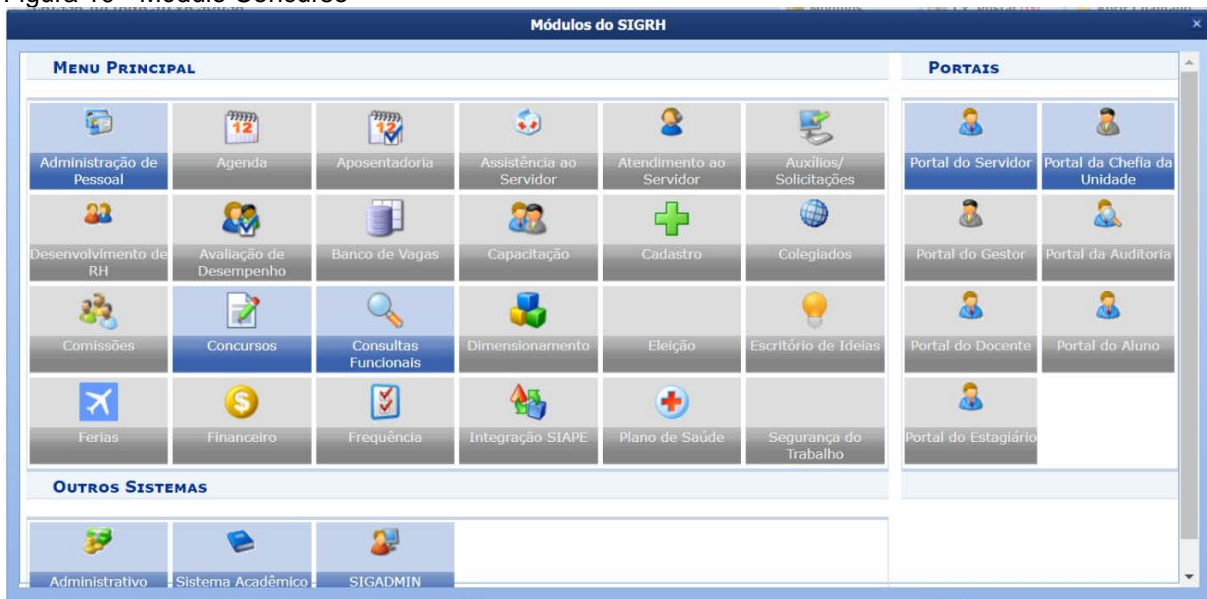 Figura 10 - Módulo Concurso
Módulos do SIGRH
MENU PRINCIPAL
PORTAIS
Administração de
Pessoal
Agenda
Aposentadoria
Assistência ao
Servidor
Atendimento ao
Servidor
Auxílios/
Solicitações
Portal do Servidor
Portal da Chefia da
Unidade
Desenvolvimento de
RH
Avaliação de
Desempenho
Banco de Vagas
Capacitação
Cadastro
Colegiados
Portal do Gestor
Portal da Auditoria
Comissões
Concursos
Consultas
Funcionais
Dimensionamento
Eleição
Escritório de Ideias
Portal do Docente
Portal do Aluno
Ferias
Financeiro
Frequência
Integração SIAPE
Plano de Saúde
Segurança do
Trabalho
Portal do Estagiário
OUTROS SISTEMAS
Administrativo
Sistema Acadêmico
SIGADMIN